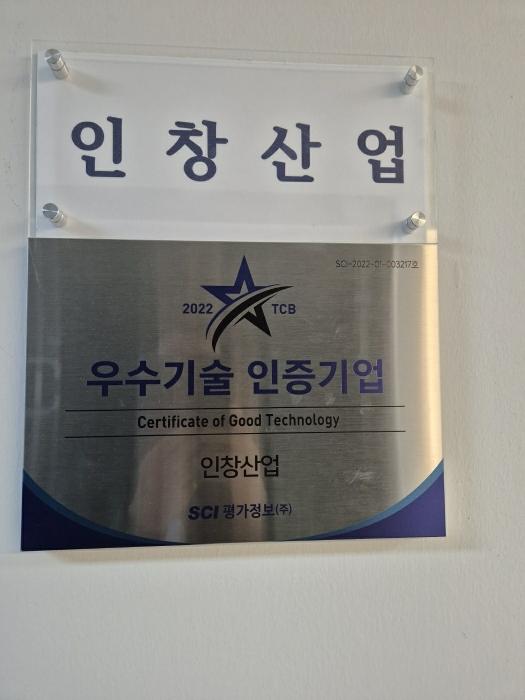 인창산업
SCI-2022-01-003217호
2022 TCB
우수기술 인증기업
Certificate of Good Technology
인창산업
SCI 평가정보(주)